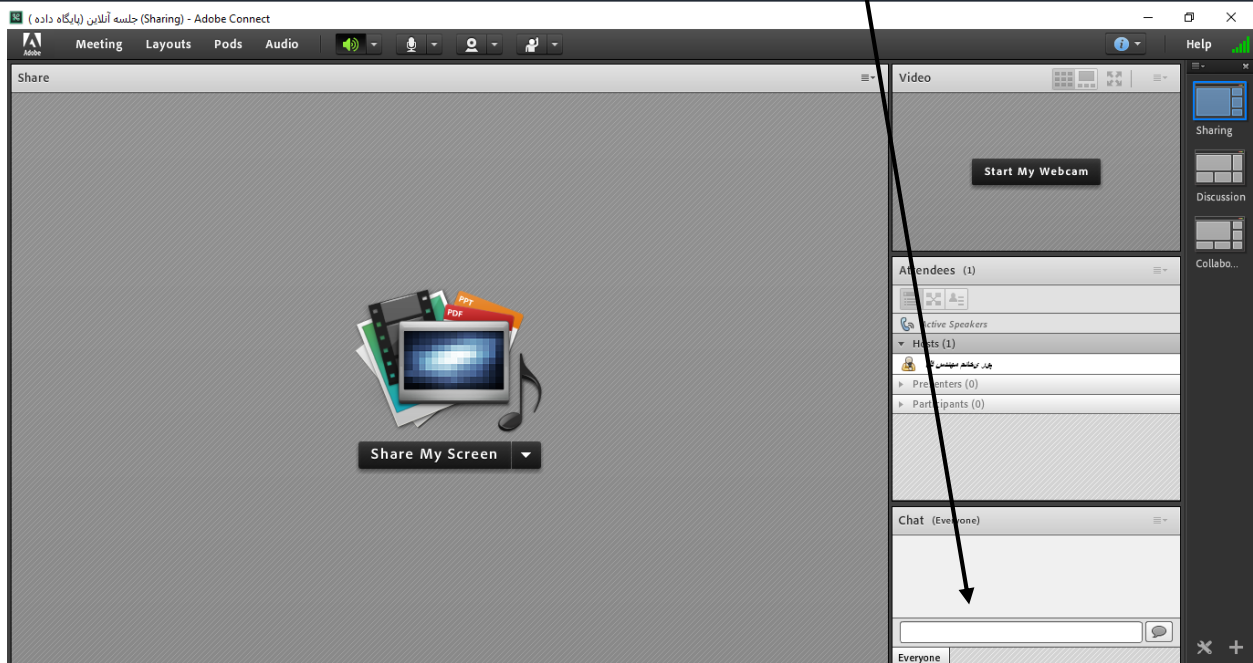 جلسه آنلاین (پایگاه داده ) (Sharing) - Adobe Connect
Adobe
Meeting Layouts Pods Audio
Help
Share
Video
Start My Webcam
Attendees (1)
Active Speakers
Hosts (1)
Presenters (0)
Participants (0)
PPT
PDF
Share My Screen
Chat (Everyone)
Everyone
Sharing
Discussion
Collabo...